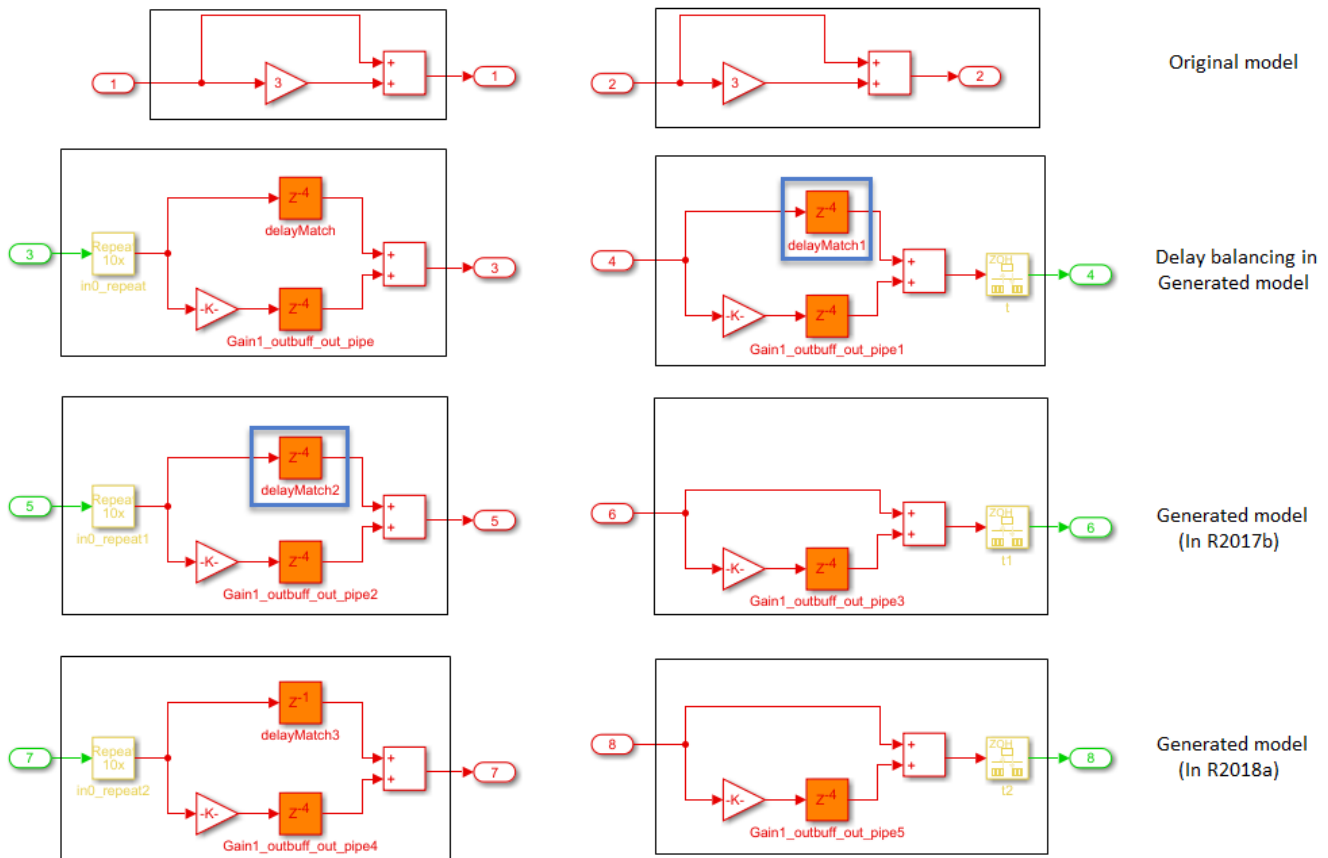 1
3
+
+
1
2
3
+
+
2
Original model
3
Repeat
10x
in0_repeat
Z-4
delayMatch
-K-
Z-4
Gain1_outbuff_out_pipe
+
+
3
4
Z-4
delayMatch1
-K-
Z-4
Gain1_outbuff_out_pipe1
+
+
ZOH
t
4
Delay balancing in
Generated model
5
Repeat
10x
in0_repeat1
Z-4
delayMatch2
-K-
Z-4
Gain1_outbuff_out_pipe2
+
+
5
6
-K-
Z-4
Gain1_outbuff_out_pipe3
+
+
ZOH
t1
6
Generated model
(In R2017b)
7
Repeat
10x
in0_repeat2
Z-1
delayMatch3
-K-
Z-4
Gain1_outbuff_out_pipe4
+
+
7
8
-K-
Z-4
Gain1_outbuff_out_pipe5
+
+
ZOH
t2
8
Generated model
(In R2018a)